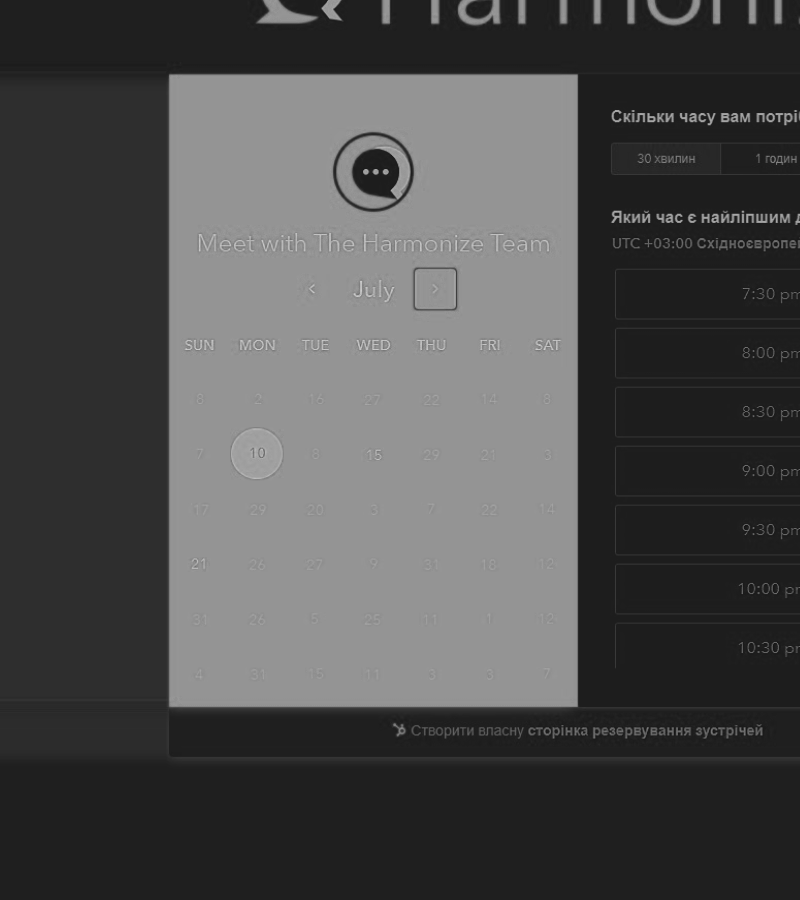 Harmoniz
Meet with The Harmonize Team
July
SUN MON TUE WED THU FRI SAT
8 2 16 27 22 14 8
7 10 8 15 29 21 3
17 29 20 3 7 22 14
21 26 27 9 31 18 12
31 26 5 25 11 1 12
4 31 15 11 3 3 7
Скільки часу вам потріб
30 хвилин 1 годин
Який час є найліпшим д
UTC +03:00 Східноєвропе
7:30 pm
8:00 pm
8:30 pm
9:00 pm
9:30 pm
10:00 pm
10:30 pm
Створити власну сторінка резервування зустрічей